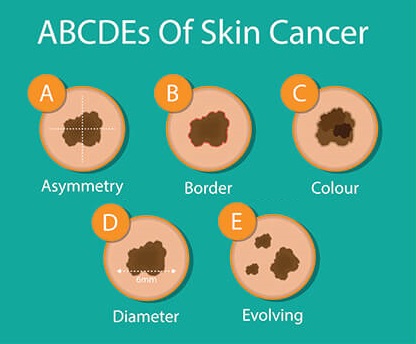 ABCDEs Of Skin Cancer
A
B
C
Asymmetry
Border
Colour
D
E
6mm
Diameter
Evolving